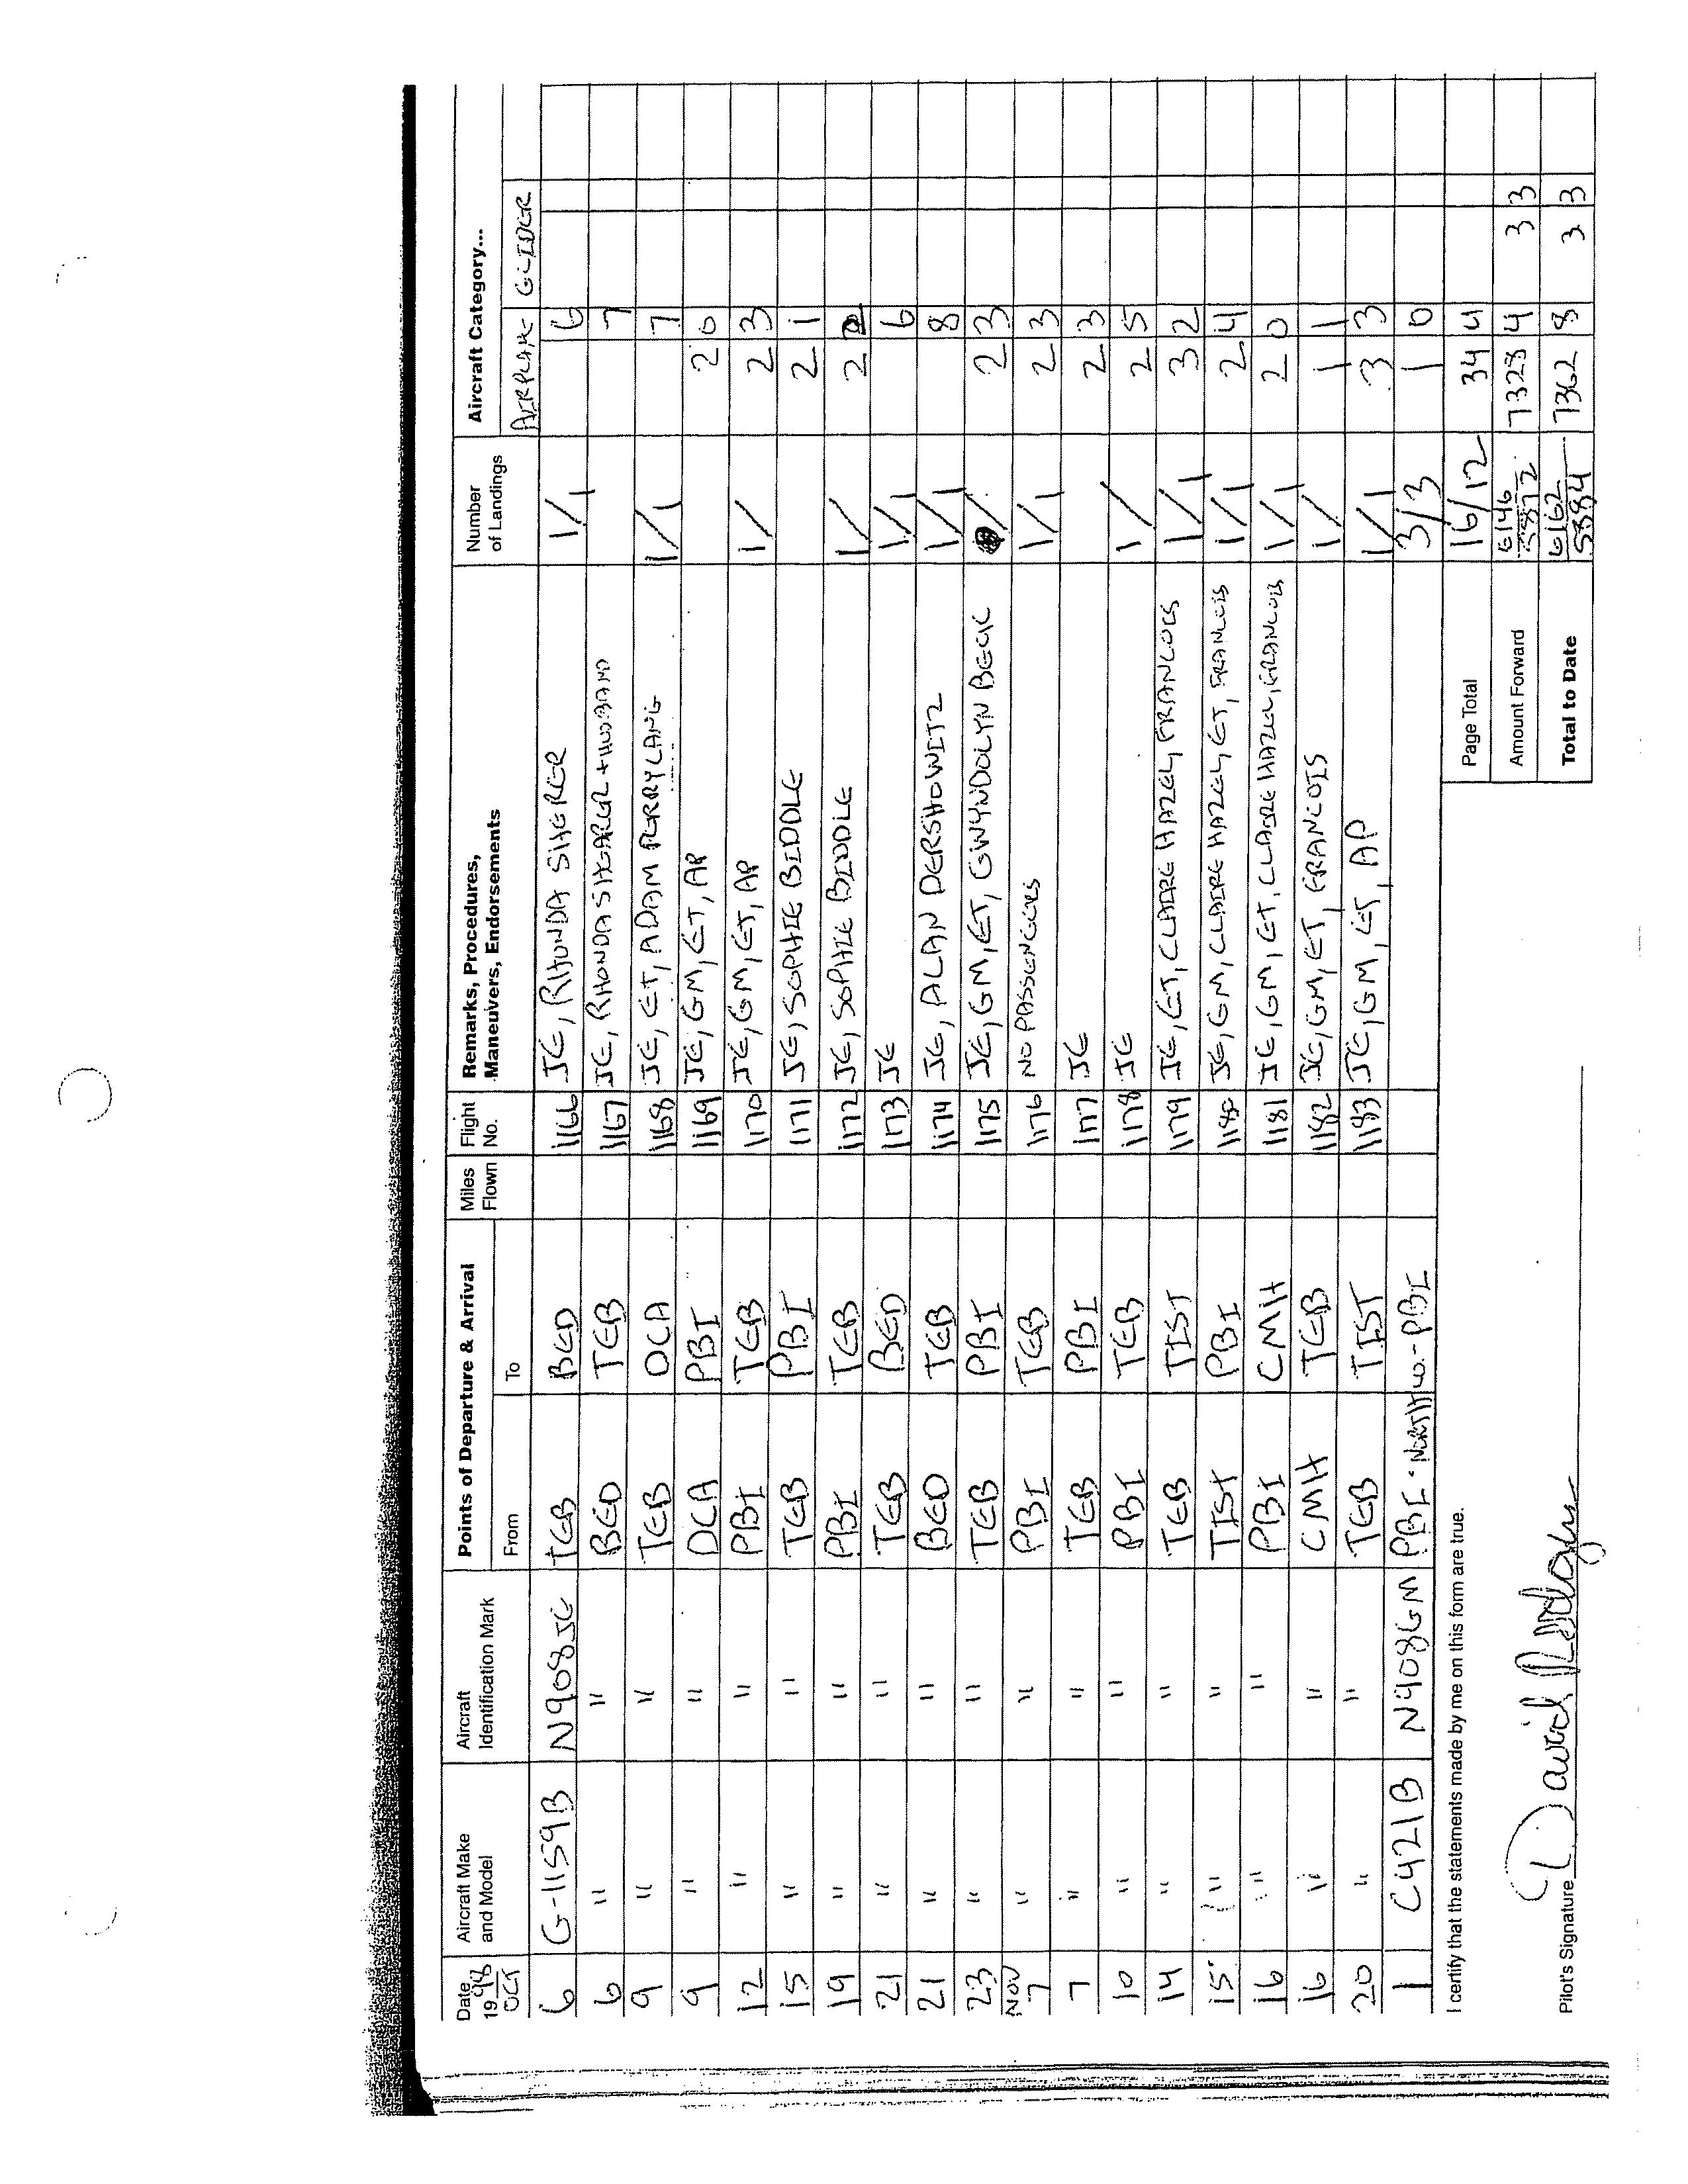 Date 19 98 OCT | Aircraft Make and Model | Aircraft Identification Mark | Points of Departure & Arrival From | To | Miles Flown | Flight No. | Remarks, Procedures, Maneuvers, Endorsements | Number of Landings | Aircraft Category... AIRPLANE | GLIDER
6 | G-1159B | N908JE | TEB | BED | 1166 | JE, RHONDA SHERER | 1/1 | 6
6 | " | " | BED | TEB | 1167 | JE, RHONDA SHEARER + HUSBAND | 7
9 | " | " | TEB | DCA | 1168 | JE, ET, ADAM PERRY LANG | 1/1 | 7
9 | " | " | DCA | PBI | 1169 | JE, GM, ET, AP | 2 0
12 | " | " | PBI | TEB | 1170 | JE, GM, ET, AP | 1/ | 2 3
15 | " | " | TEB | PBI | 1171 | JE, SOPHIE BIDDLE | 2 1
19 | " | " | PBI | TEB | 1172 | JE, SOPHIE BIDDLE | 1/ | 2
21 | " | " | TEB | BED | 1173 | JE | 1/1 | 6
21 | " | " | BED | TEB | 1174 | JE, ALAN DERSHOWITZ | 1/1 | 8
23 | " | " | TEB | PBI | 1175 | JE, GM, ET, GWYNDOLYN BECK | / | 2 3
NOV 7 | " | " | PBI | TEB | 1176 | NO PASSENGERS | 1/1 | 2 3
7 | " | " | TEB | PBI | 1177 | JE | 2 3
10 | " | " | PBI | TEB | 1178 | JE | 1/ | 2 5
14 | " | " | TEB | TIST | 1179 | JE, ET, CLAIRE HAZEL, FRANCOIS | 1/1 | 3 2
15 | " | " | TIST | PBI | 1180 | JE, GM, CLAIRE HAZEL, ET, FRANCOIS | 1/1 | 2 4
16 | " | " | PBI | CMH | 1181 | JE, GM, ET, CLAIRE HAZEL, FRANCOIS | 1/1 | 2 0
16 | " | " | CMH | TEB | 1182 | JE, GM, ET, FRANCOIS | 1/ | 1 1
20 | " | " | TEB | TIST | 1183 | JE, GM, ET, AP | 1/1 | 3 3
1 | C421B | N908GM | PBI - | - PBI | 3/3 | 1 0
I certify that the statements made by me on this form are true.
Page Total | 16/12 | 34 4
Amount Forward | 6146 | 7328 4 | 3 3
Total to Date | 6162 5884 | 7362 8 | 3 3
Pilot's Signature David Rodgers